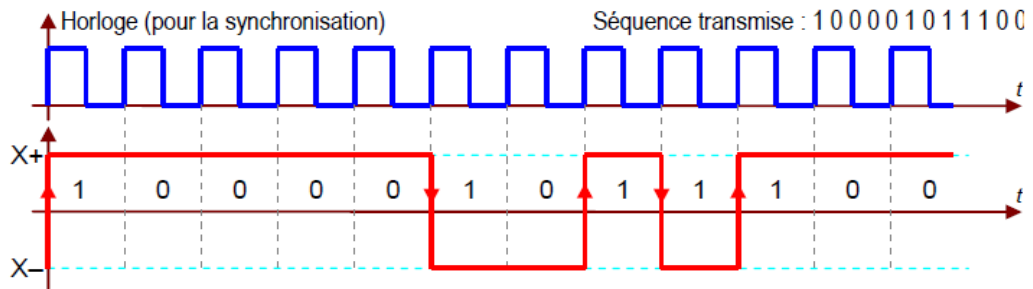 Horloge (pour la synchronisation) Séquence transmise : 1 0 0 0 0 1 0 1 1 1 0 0
t
X+
1 0 0 0 0 1 0 1 1 1 0 0
t
X–